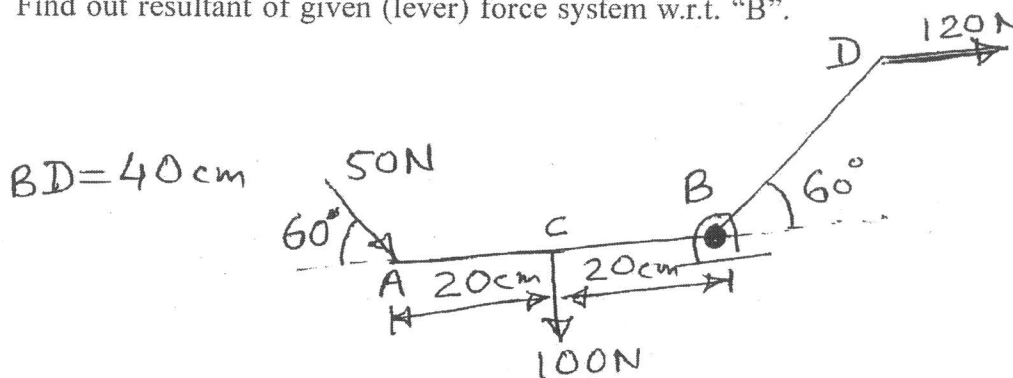 Find out resultant of given (lever) force system w.r.t. "B".
120N
D
BD=40cm
50N
B
60°
60°
C
A
20cm
20cm
100N